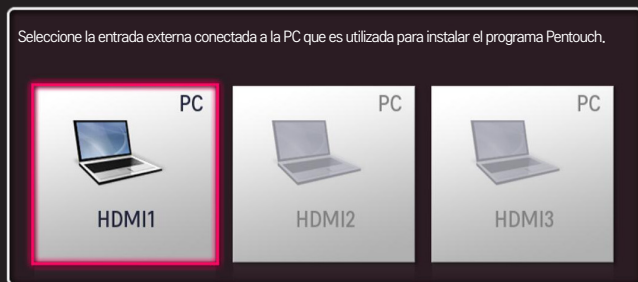 Seleccione la entrada externa conectada a la PC que es utilizada para instalar el programa Pentouch.
PC
PC
PC
HDMI1
HDMI2
HDMI3